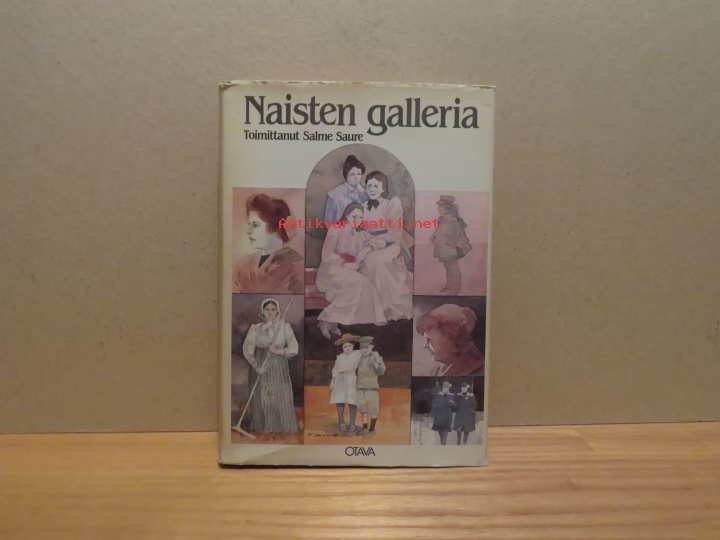 Naisten galleria
Toimittanut Salme Saure
Antikvariaatti.net
OTAVA